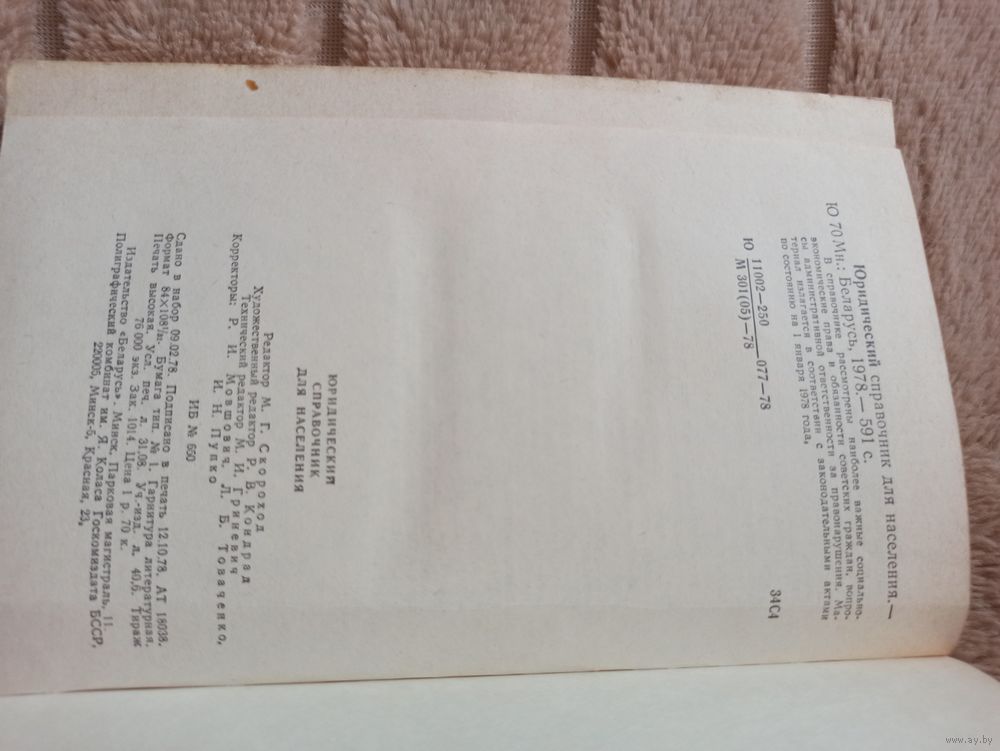 Юридический справочник для населения.—
Ю 70 Мн.: Беларусь, 1978.— 591 с.
В справочнике рассмотрены наиболее важные социально-
экономические права и обязанности советских граждан, вопро-
сы административной ответственности за правонарушения. Ма-
териал излагается в соответствии с законодательными актами
по состоянию на 1 января 1978 года.
34С4
Ю 11002—250 077—78
М 301(05)—78
ЮРИДИЧЕСКИЙ
СПРАВОЧНИК
ДЛЯ НАСЕЛЕНИЯ
Редактор М. Г. Скороход
Художественный редактор Р. В. Кондрад
Технический редактор М. И. Гриневич
Корректоры: Р. И. Мовшович, Л. Б. Товаченко,
И. Н. Пупко
ИБ № 650
Сдано в набор 09.02.78. Подписано в печать 12.10.78. АТ 18038.
Формат 84×108¹/₃₂. Бумага тип. № 1. Гарнитура литературная.
Печать высокая. Усл. печ. л. 31,08. Уч.-изд. л. 40,6. Тираж
76 000 экз. Зак. 1014. Цена 1 р. 70 к.
Издательство «Беларусь». Минск, Парковая магистраль, 11.
Полиграфический комбинат им. Я. Коласа Госкомиздата БССР,
220005, Минск-5, Красная, 23.
www.ay.by